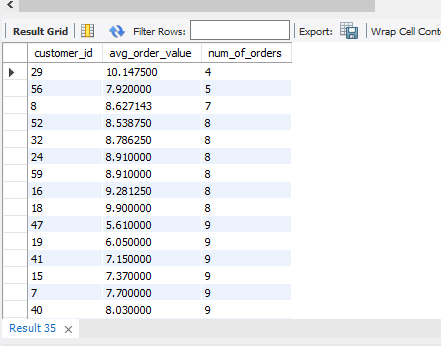 Result Grid Filter Rows: Export: Wrap Cell Conte
customer_id avg_order_value num_of_orders
29 10.147500 4
56 7.920000 5
8 8.627143 7
52 8.538750 8
32 8.786250 8
24 8.910000 8
59 8.910000 8
16 9.281250 8
18 9.900000 8
47 5.610000 9
19 6.050000 9
41 7.150000 9
15 7.370000 9
7 7.700000 9
40 8.030000 9
Result 35